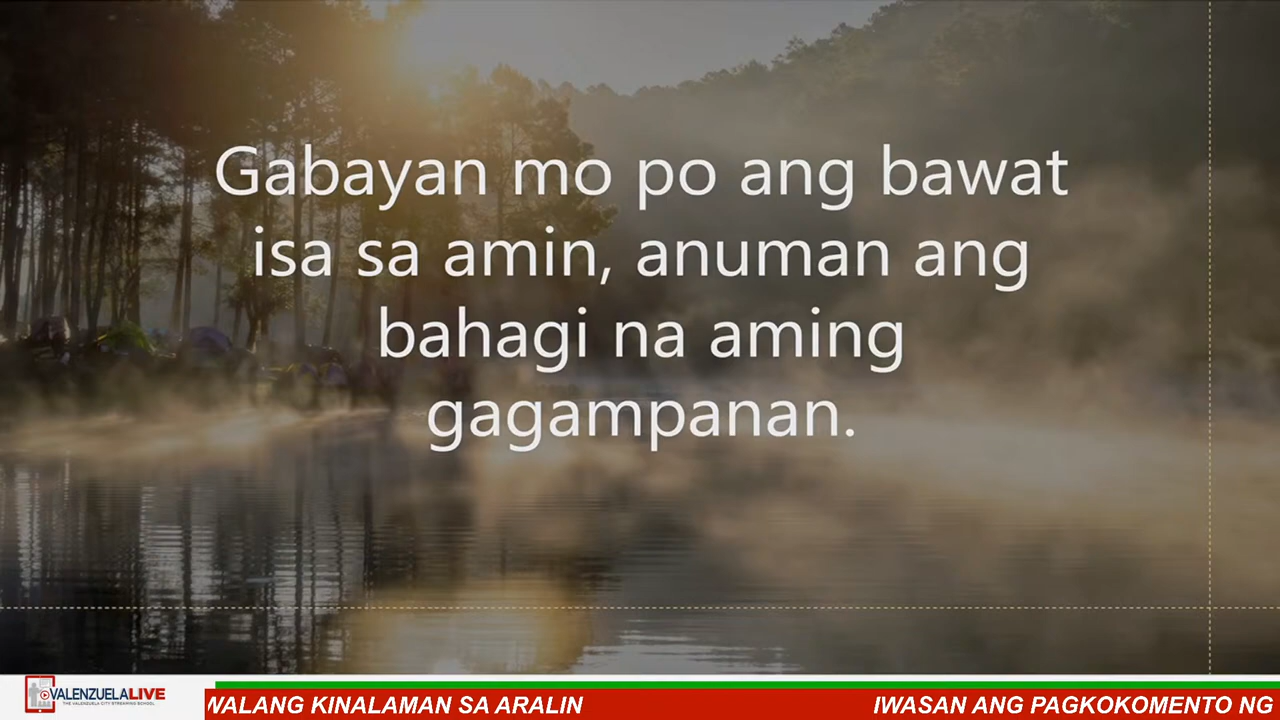 Gabayan mo po ang bawat
isa sa amin, anuman ang
bahagi na aming
gagampanan.
VALENZUELALIVE
THE VALENZUELA CITY STREAMING SCHOOL
WALANG KINALAMAN SA ARALIN
IWASAN ANG PAGKOKOMENTO NG